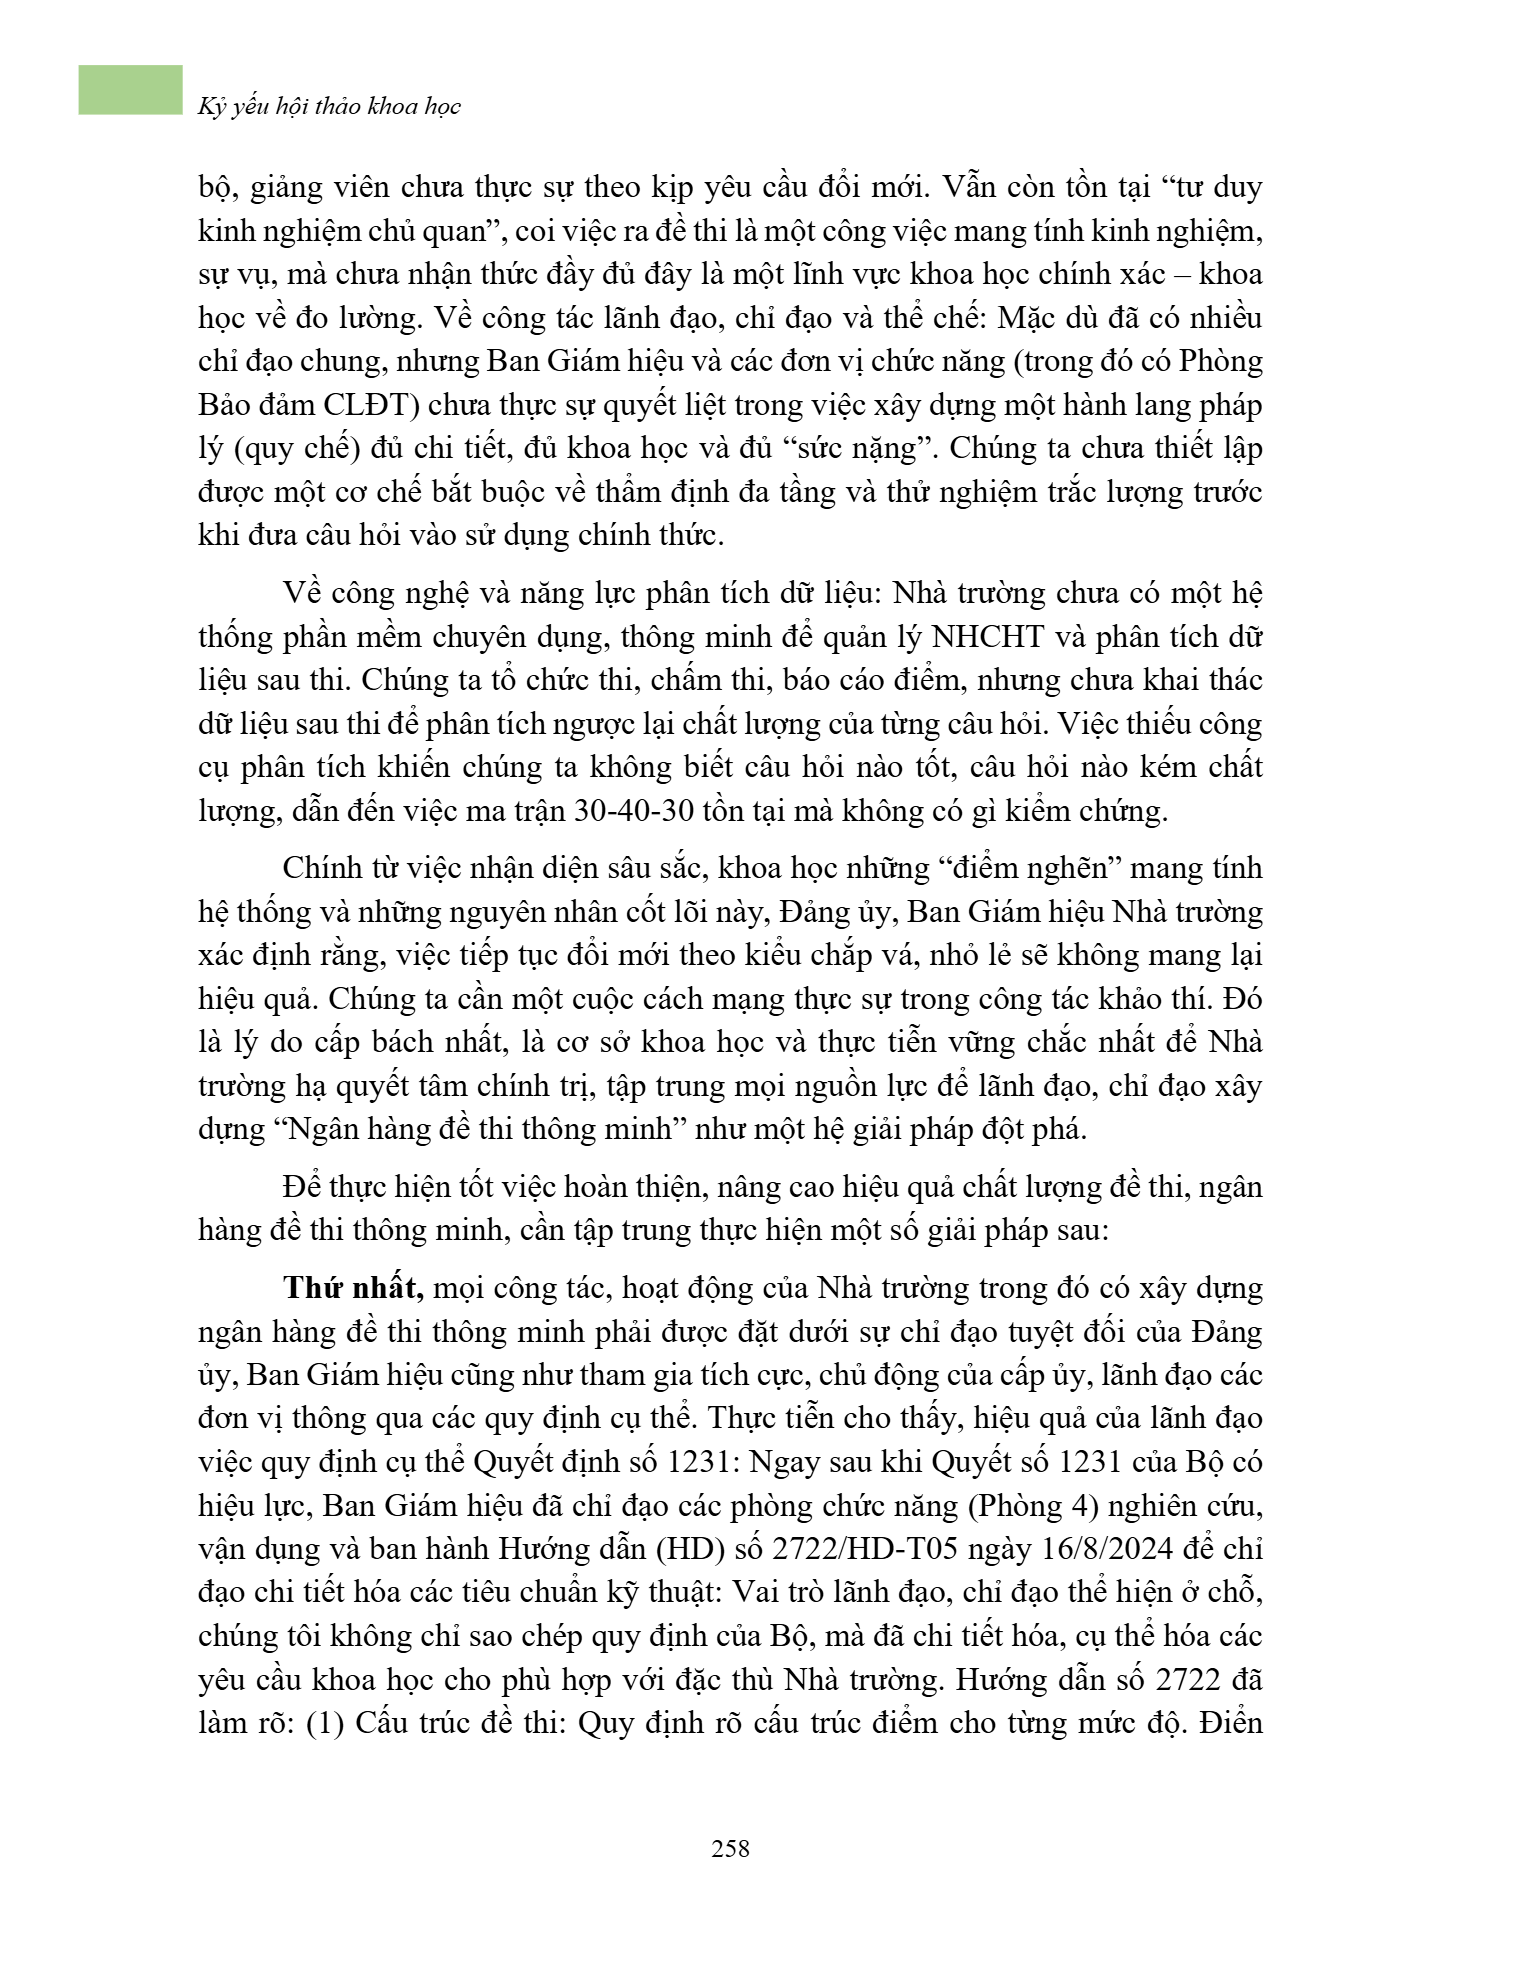 Kỷ yếu hội thảo khoa học
bộ, giảng viên chưa thực sự theo kịp yêu cầu đổi mới. Vẫn còn tồn tại “tư duy
kinh nghiệm chủ quan”, coi việc ra đề thi là một công việc mang tính kinh nghiệm,
sự vụ, mà chưa nhận thức đầy đủ đây là một lĩnh vực khoa học chính xác – khoa
học về đo lường. Về công tác lãnh đạo, chỉ đạo và thể chế: Mặc dù đã có nhiều
chỉ đạo chung, nhưng Ban Giám hiệu và các đơn vị chức năng (trong đó có Phòng
Bảo đảm CLĐT) chưa thực sự quyết liệt trong việc xây dựng một hành lang pháp
lý (quy chế) đủ chi tiết, đủ khoa học và đủ “sức nặng”. Chúng ta chưa thiết lập
được một cơ chế bắt buộc về thẩm định đa tầng và thử nghiệm trắc lượng trước
khi đưa câu hỏi vào sử dụng chính thức.
Về công nghệ và năng lực phân tích dữ liệu: Nhà trường chưa có một hệ
thống phần mềm chuyên dụng, thông minh để quản lý NHCHT và phân tích dữ
liệu sau thi. Chúng ta tổ chức thi, chấm thi, báo cáo điểm, nhưng chưa khai thác
dữ liệu sau thi để phân tích ngược lại chất lượng của từng câu hỏi. Việc thiếu công
cụ phân tích khiến chúng ta không biết câu hỏi nào tốt, câu hỏi nào kém chất
lượng, dẫn đến việc ma trận 30-40-30 tồn tại mà không có gì kiểm chứng.
Chính từ việc nhận diện sâu sắc, khoa học những “điểm nghẽn” mang tính
hệ thống và những nguyên nhân cốt lõi này, Đảng ủy, Ban Giám hiệu Nhà trường
xác định rằng, việc tiếp tục đổi mới theo kiểu chắp vá, nhỏ lẻ sẽ không mang lại
hiệu quả. Chúng ta cần một cuộc cách mạng thực sự trong công tác khảo thí. Đó
là lý do cấp bách nhất, là cơ sở khoa học và thực tiễn vững chắc nhất để Nhà
trường hạ quyết tâm chính trị, tập trung mọi nguồn lực để lãnh đạo, chỉ đạo xây
dựng “Ngân hàng đề thi thông minh” như một hệ giải pháp đột phá.
Để thực hiện tốt việc hoàn thiện, nâng cao hiệu quả chất lượng đề thi, ngân
hàng đề thi thông minh, cần tập trung thực hiện một số giải pháp sau:
Thứ nhất, mọi công tác, hoạt động của Nhà trường trong đó có xây dựng
ngân hàng đề thi thông minh phải được đặt dưới sự chỉ đạo tuyệt đối của Đảng
ủy, Ban Giám hiệu cũng như tham gia tích cực, chủ động của cấp ủy, lãnh đạo các
đơn vị thông qua các quy định cụ thể. Thực tiễn cho thấy, hiệu quả của lãnh đạo
việc quy định cụ thể Quyết định số 1231: Ngay sau khi Quyết số 1231 của Bộ có
hiệu lực, Ban Giám hiệu đã chỉ đạo các phòng chức năng (Phòng 4) nghiên cứu,
vận dụng và ban hành Hướng dẫn (HD) số 2722/HD-T05 ngày 16/8/2024 để chỉ
đạo chi tiết hóa các tiêu chuẩn kỹ thuật: Vai trò lãnh đạo, chỉ đạo thể hiện ở chỗ,
chúng tôi không chỉ sao chép quy định của Bộ, mà đã chi tiết hóa, cụ thể hóa các
yêu cầu khoa học cho phù hợp với đặc thù Nhà trường. Hướng dẫn số 2722 đã
làm rõ: (1) Cấu trúc đề thi: Quy định rõ cấu trúc điểm cho từng mức độ. Điển
258